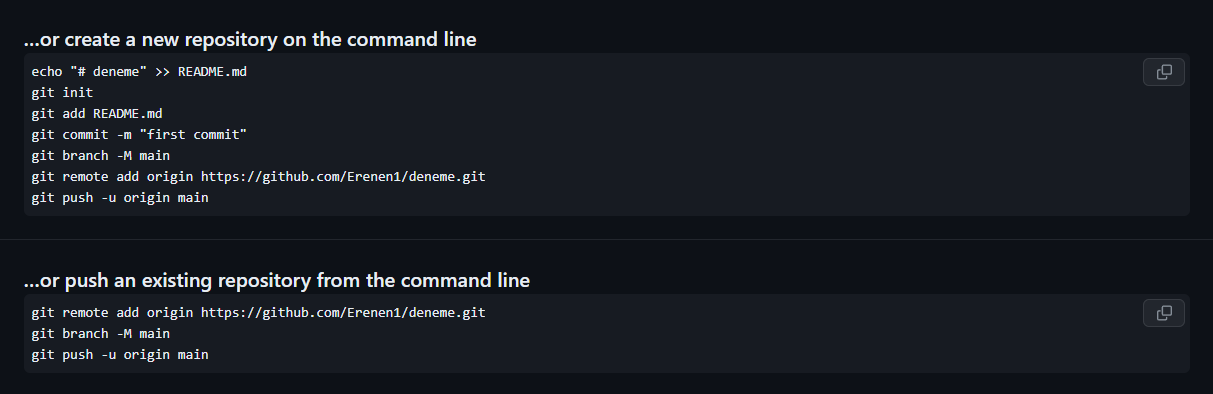 ...or create a new repository on the command line
echo "# deneme" >> README.md
git init
git add README.md
git commit -m "first commit"
git branch -M main
git remote add origin https://github.com/Erenen1/deneme.git
git push -u origin main
...or push an existing repository from the command line
git remote add origin https://github.com/Erenen1/deneme.git
git branch -M main
git push -u origin main